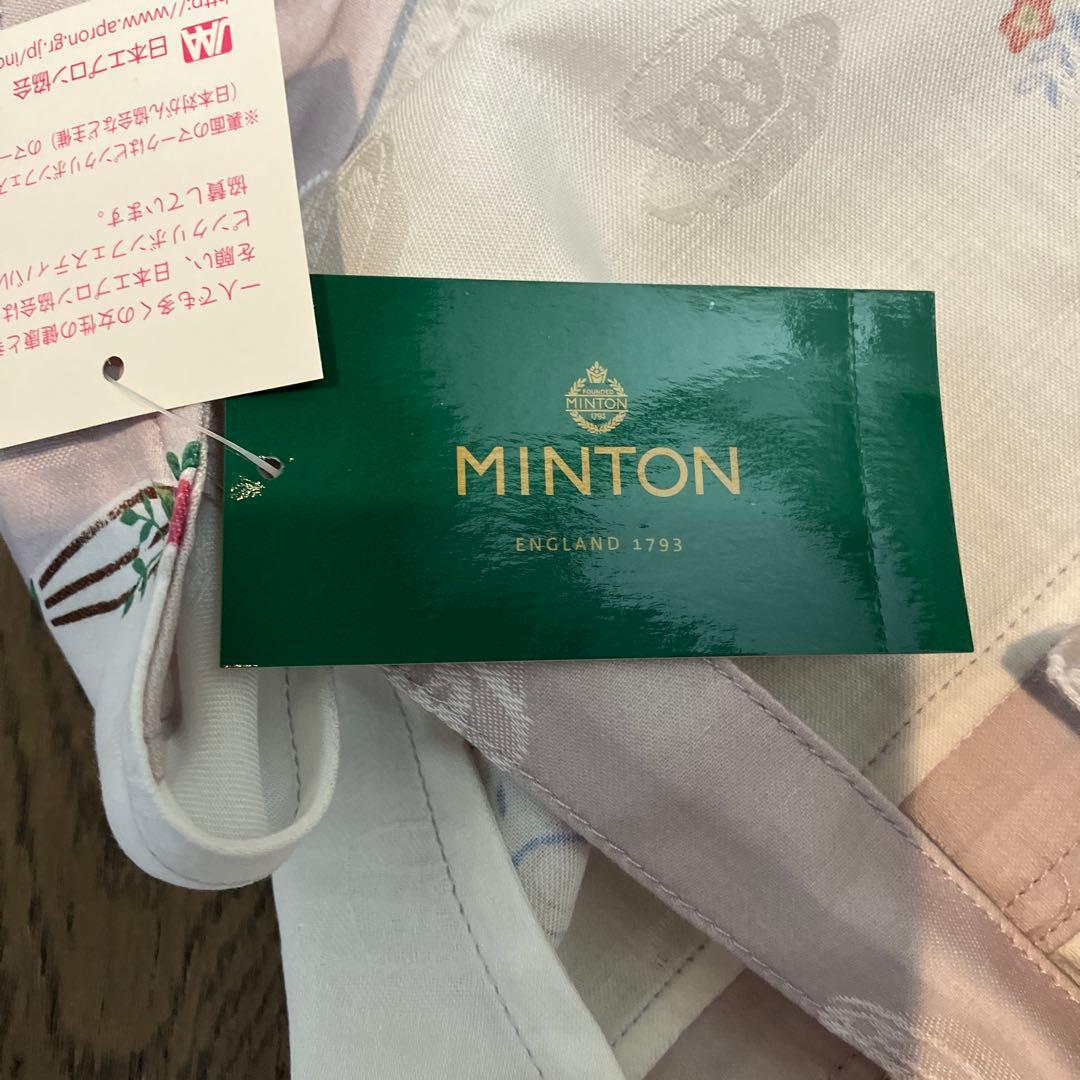 一人でも多くの女性の健康と
を願い、日本エプロン協会は
ピンクリボンフェスティバル
協賛しています。
※裏面のマークはピンクリボンフェス
(日本対がん協会など主催)のマー
JAA 日本エプロン協会
http://www.apron.gr.jp/ind
FOUNDED
MINTON
1793
MINTON
ENGLAND 1793